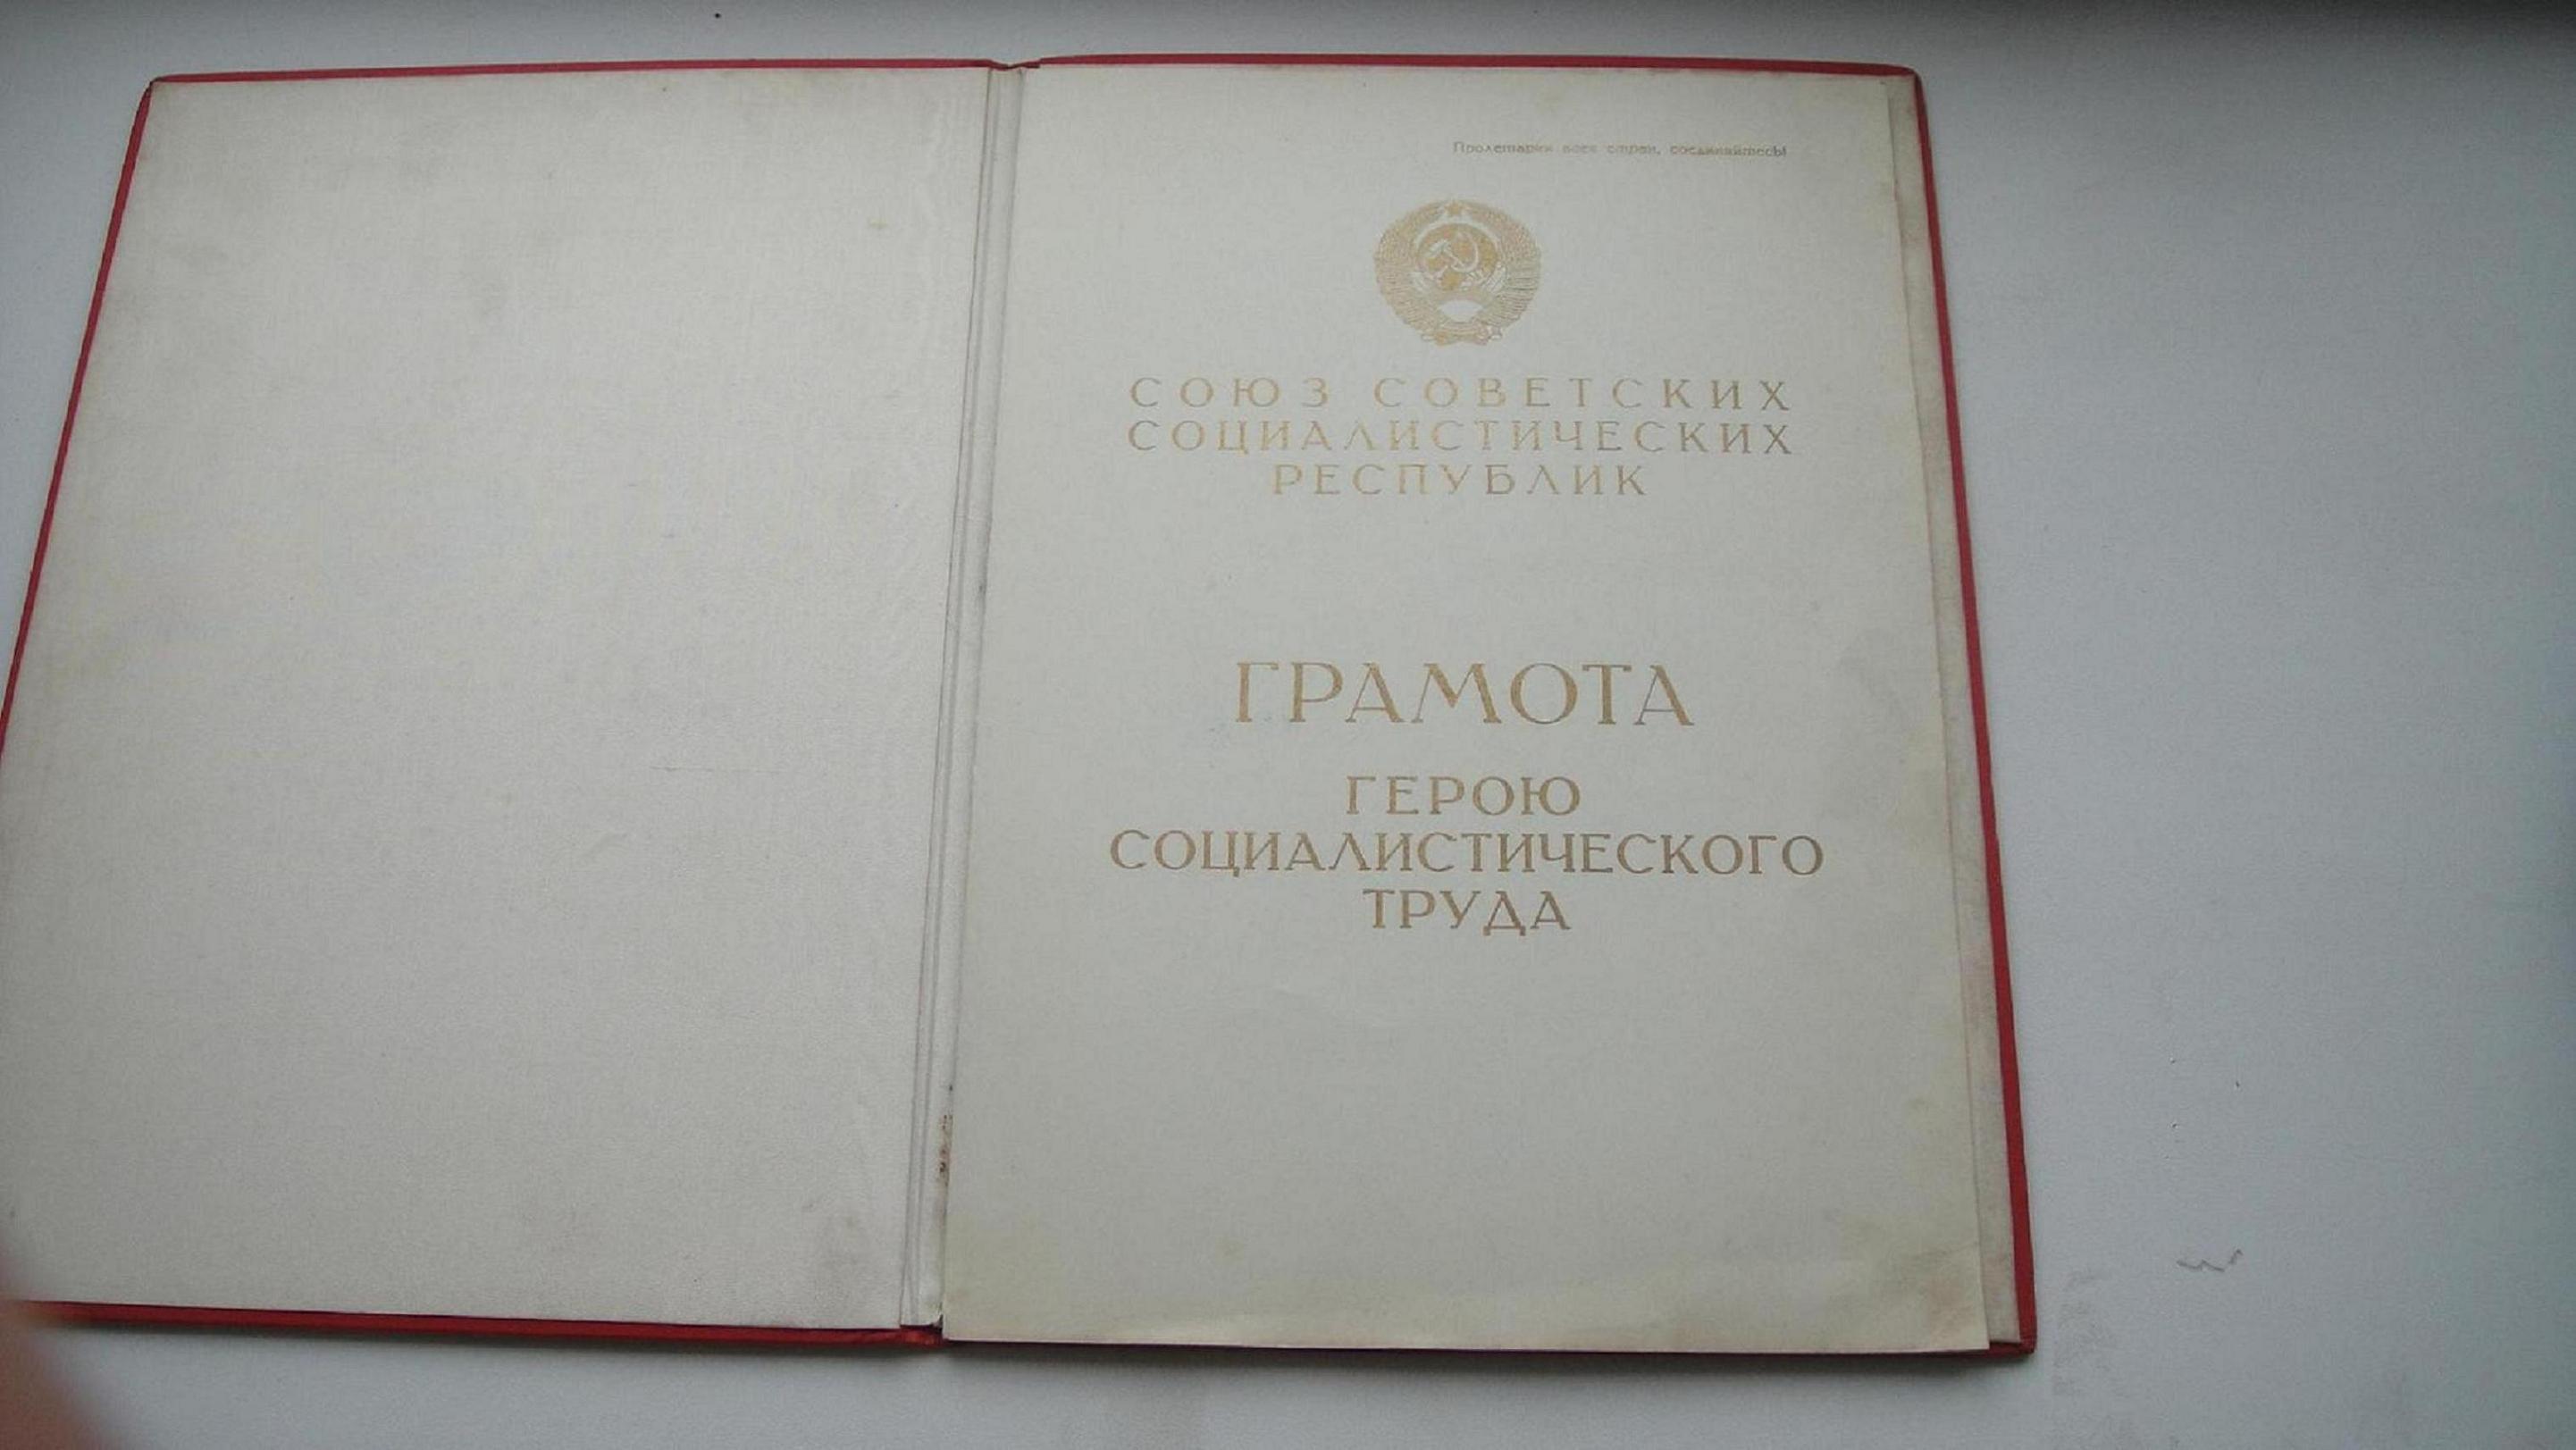 Пролетарии всех стран, соединяйтесь!
СОЮЗ СОВЕТСКИХ
СОЦИАЛИСТИЧЕСКИХ
РЕСПУБЛИК
ГРАМОТА
ГЕРОЮ
СОЦИАЛИСТИЧЕСКОГО
ТРУДА